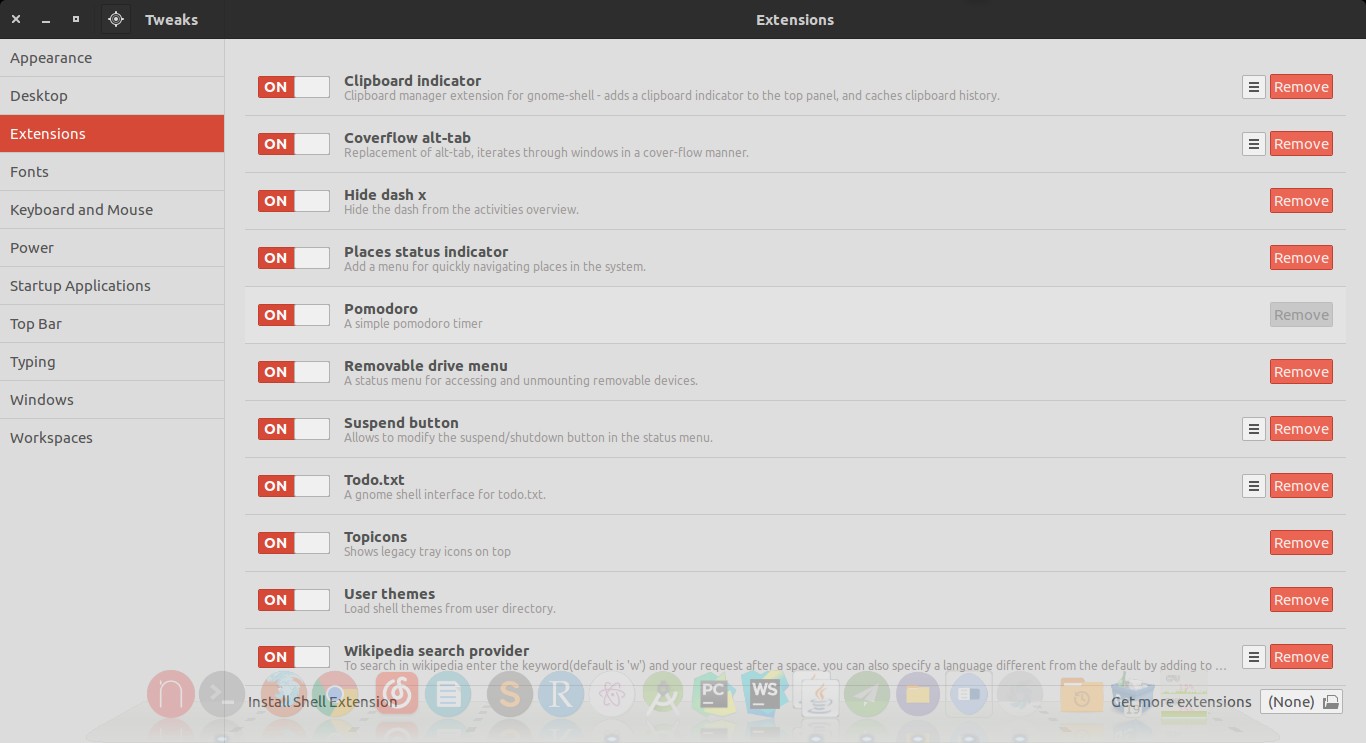 Tweaks
Extensions
Appearance
Desktop
Extensions
Fonts
Keyboard and Mouse
Power
Startup Applications
Top Bar
Typing
Windows
Workspaces
ON Clipboard indicator Remove
Clipboard manager extension for gnome-shell - adds a clipboard indicator to the top panel, and caches clipboard history.
ON Coverflow alt-tab Remove
Replacement of alt-tab, iterates through windows in a cover-flow manner.
ON Hide dash x Remove
Hide the dash from the activities overview.
ON Places status indicator Remove
Add a menu for quickly navigating places in the system.
ON Pomodoro Remove
A simple pomodoro timer
ON Removable drive menu Remove
A status menu for accessing and unmounting removable devices.
ON Suspend button Remove
Allows to modify the suspend/shutdown button in the status menu.
ON Todo.txt Remove
A gnome shell interface for todo.txt.
ON Topicons Remove
Shows legacy tray icons on top
ON User themes Remove
Load shell themes from user directory.
ON Wikipedia search provider Remove
To search in wikipedia enter the keyword(default is 'w') and your request after a space. you can also specify a language different from the default by adding to ...
S R PC WS 19
Install Shell Extension Get more extensions (None)